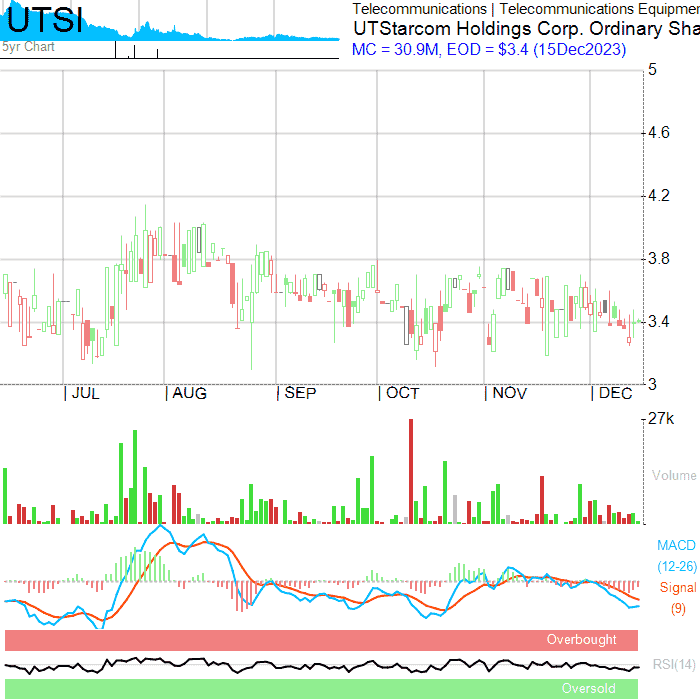 UTSI
5yr Chart
Telecommunications | Telecommunications Equipmen
UTStarcom Holdings Corp. Ordinary Sha
MC = 30.9M, EOD = $3.4 (15Dec2023)
5
4.6
4.2
3.8
3.4
3
JUL AUG SEP OCT NOV DEC
27k
Volume
MACD
(12-26)
Signal
(9)
Overbought
RSI(14)
Oversold